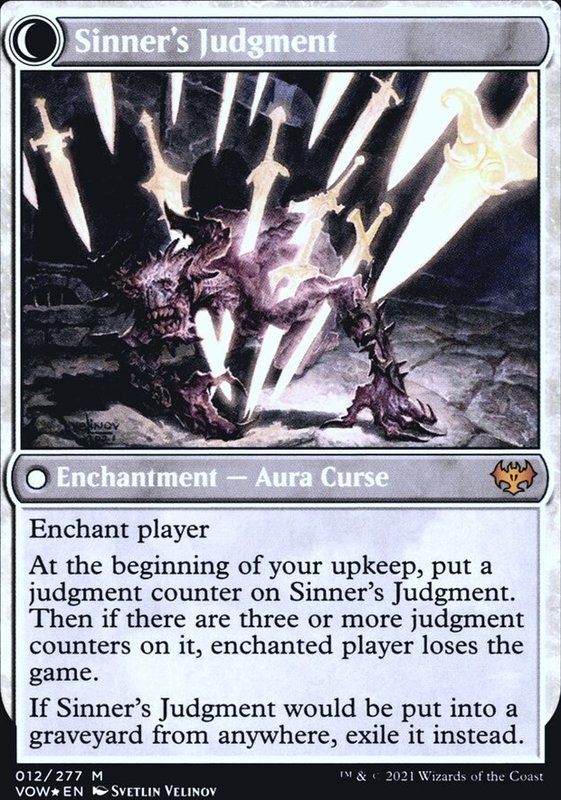 Sinner's Judgment
Enchantment — Aura Curse
Enchant player
At the beginning of your upkeep, put a
judgment counter on Sinner's Judgment.
Then if there are three or more judgment
counters on it, enchanted player loses the
game.
If Sinner's Judgment would be put into a
graveyard from anywhere, exile it instead.
012/277 M
™ & © 2021 Wizards of the Coast
VOW★EN Svetlin Velinov